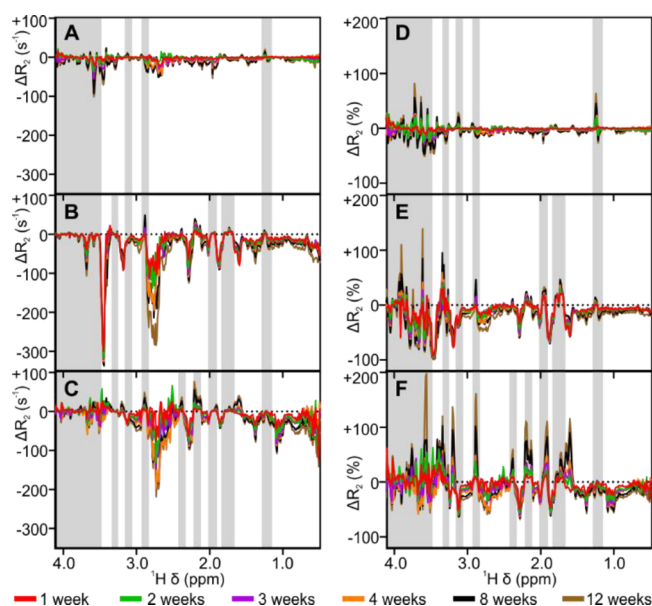 A
D
+100
0
-100
-200
-300
ΔR₂ (s⁻¹)
+200
+100
0
-100
ΔR₂ (%)
B
E
+100
0
-100
-200
-300
ΔR₂ (s⁻¹)
+200
+100
0
-100
ΔR₂ (%)
C
F
+100
0
-100
-200
-300
ΔR₂ (s⁻¹)
+200
+100
0
-100
ΔR₂ (%)
4.0 3.0 2.0 1.0
¹H δ (ppm)
4.0 3.0 2.0 1.0
¹H δ (ppm)
1 week 2 weeks 3 weeks 4 weeks 8 weeks 12 weeks